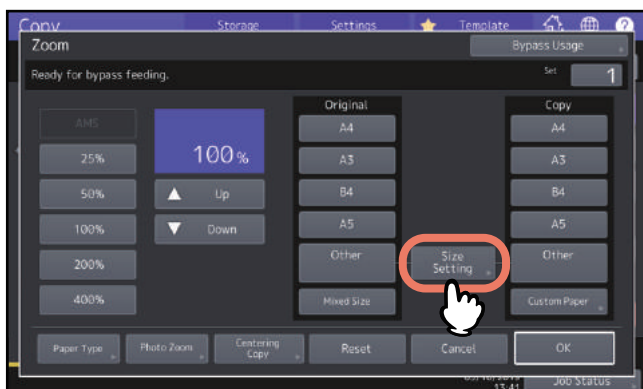 Copy Storage Settings Template
Zoom Bypass Usage
Ready for bypass feeding. Set 1
Original Copy
AMS A4 A4
25% 100% A3 A3
50% Up B4 B4
100% Down A5 A5
200% Other Size Setting Other
400% Mixed Size Custom Paper
Paper Type Photo Zoom Centering Copy Reset Cancel OK
13:41 Job Status